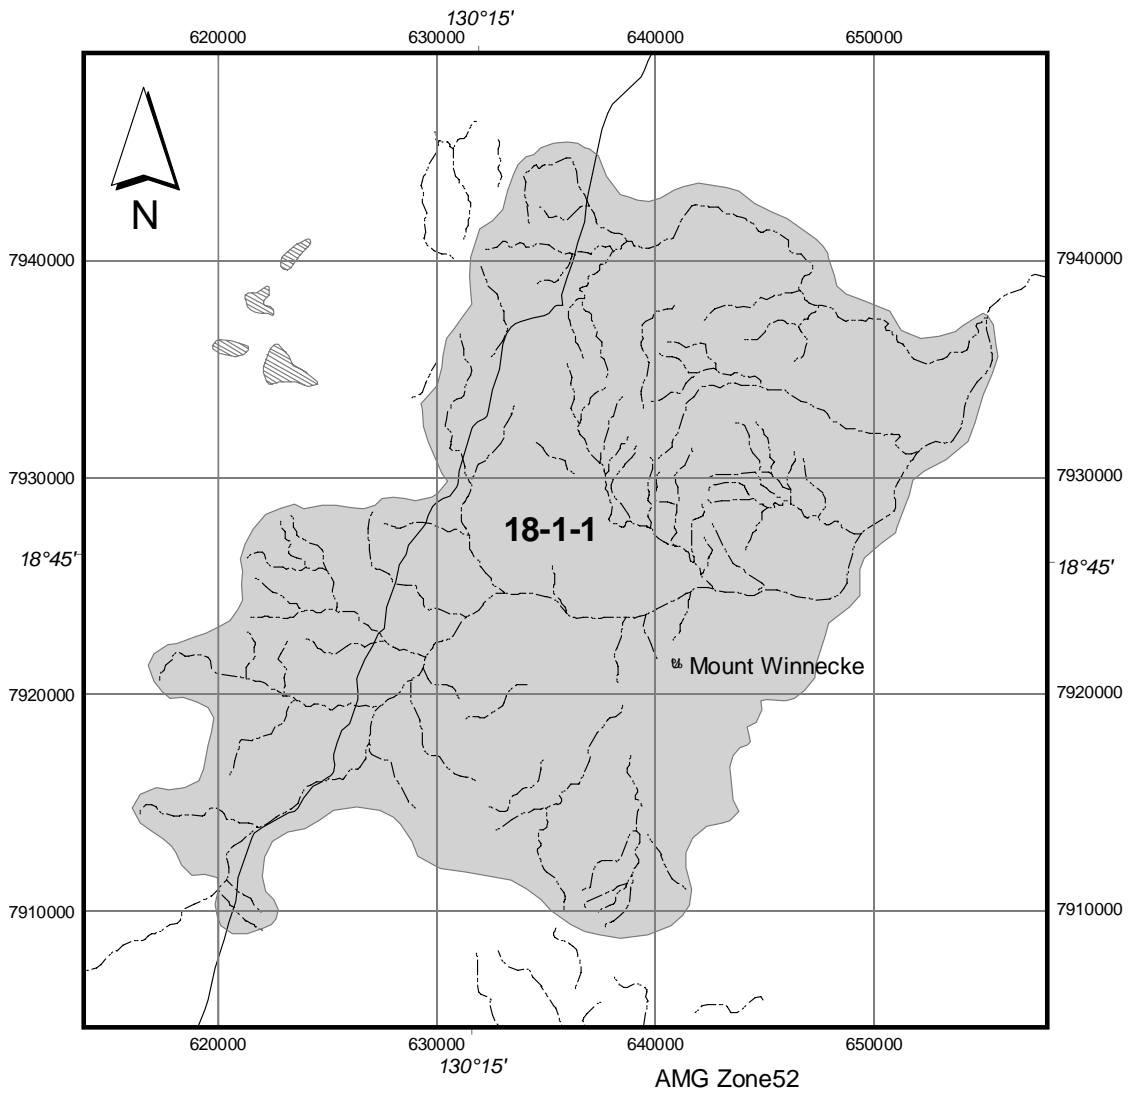 130°15'
620000 630000 640000 650000
N
7940000 7940000
7930000 7930000
18-1-1
18°45' 18°45'
Mount Winnecke
7920000 7920000
7910000 7910000
620000 630000 640000 650000
130°15'
AMG Zone52